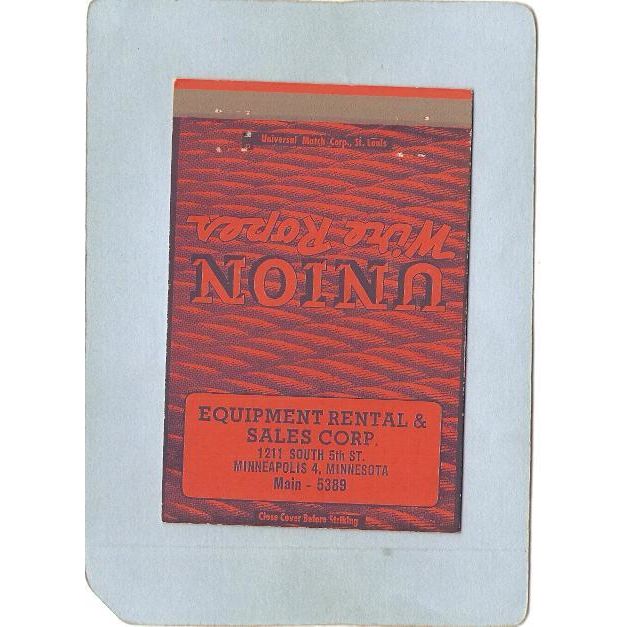 Universal Match Corp., St. Louis
UNION
Wire Ropes
EQUIPMENT RENTAL &
SALES CORP.
1211 SOUTH 5th ST.
MINNEAPOLIS 4, MINNESOTA
Main - 5389
Close Cover Before Striking